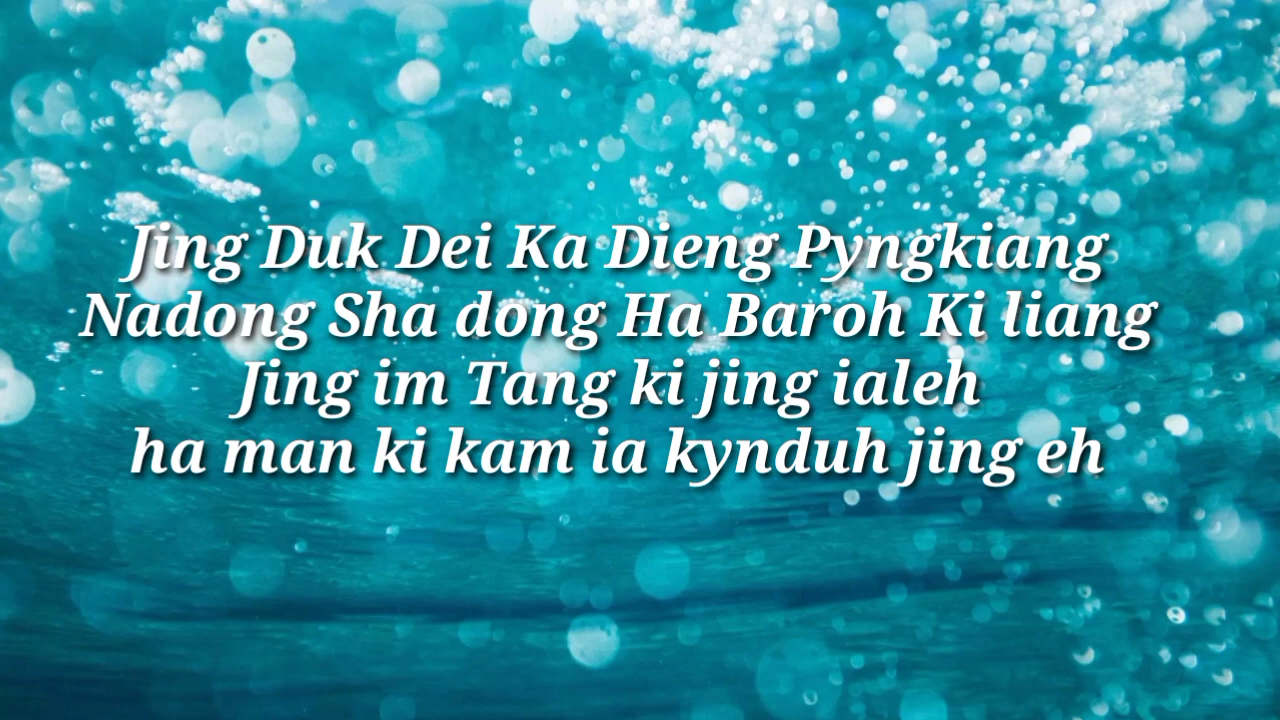 Jing Duk Dei Ka Dieng Pyngkiang
Nadong Sha dong Ha Baroh Ki liang
Jing im Tang ki jing ialeh
ha man ki kam ia kynduh jing eh